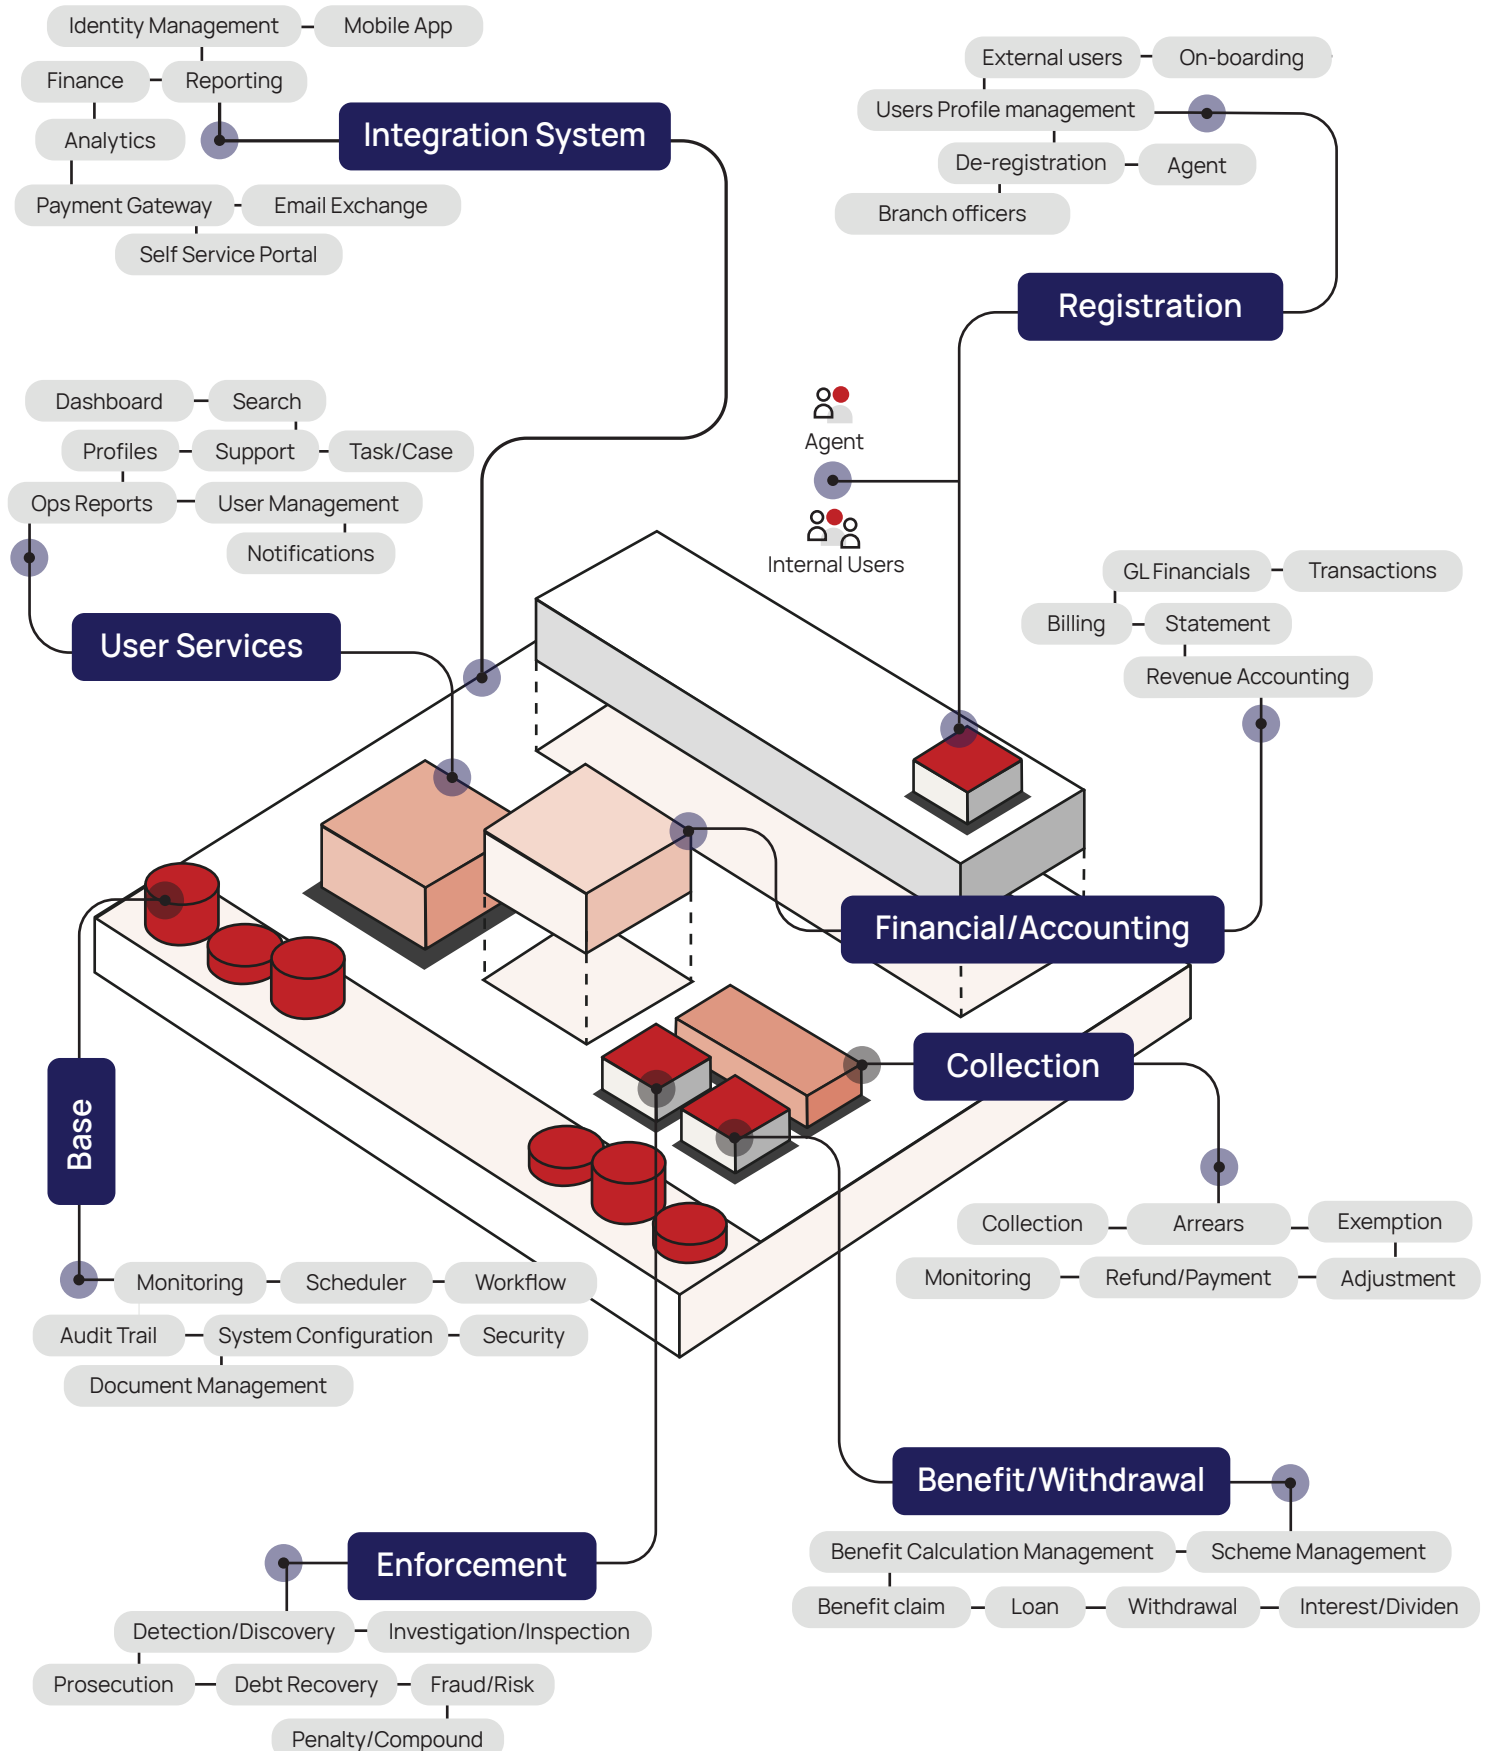 Identity Management
Mobile App
Finance
Reporting
Analytics
Payment Gateway
Email Exchange
Self Service Portal
Integration System
External users
On-boarding
Users Profile management
De-registration
Agent
Branch officers
Registration
Agent
Internal Users
Dashboard
Search
Profiles
Support
Task/Case
Ops Reports
User Management
Notifications
User Services
GL Financials
Transactions
Billing
Statement
Revenue Accounting
Financial/Accounting
Collection
Collection
Arrears
Exemption
Monitoring
Refund/Payment
Adjustment
Base
Monitoring
Scheduler
Workflow
Audit Trail
System Configuration
Security
Document Management
Benefit/Withdrawal
Benefit Calculation Management
Scheme Management
Benefit claim
Loan
Withdrawal
Interest/Dividen
Enforcement
Detection/Discovery
Investigation/Inspection
Prosecution
Debt Recovery
Fraud/Risk
Penalty/Compound